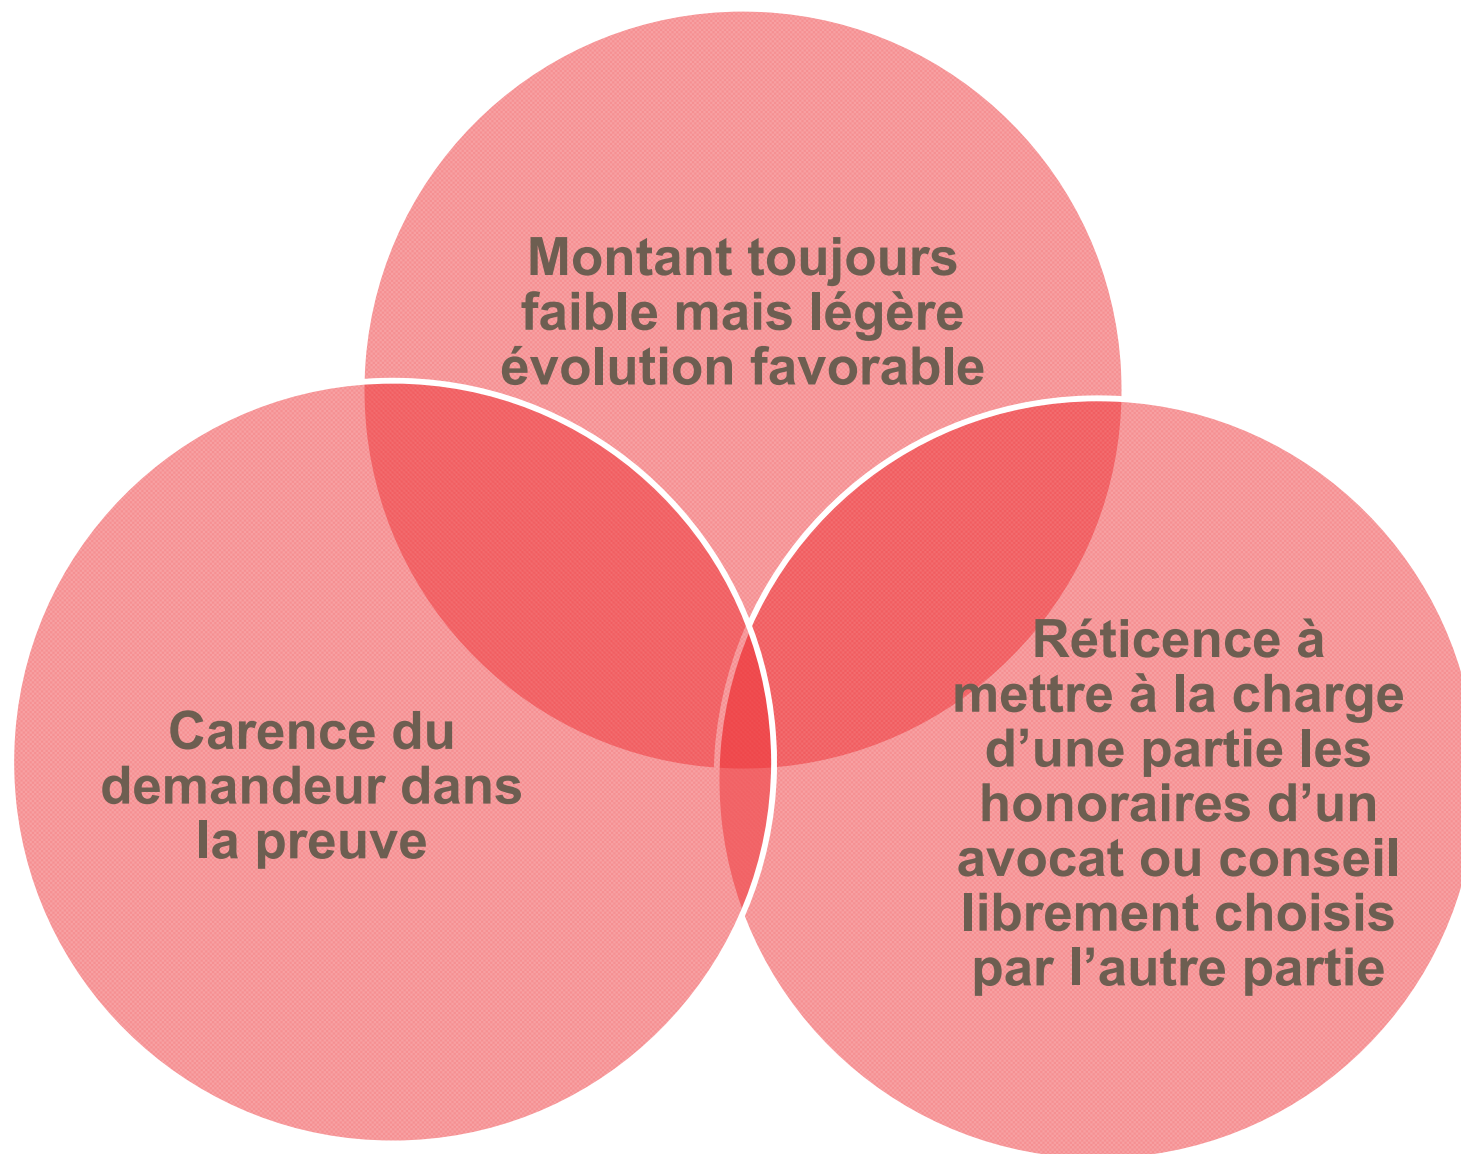 Montant toujours
faible mais légère
évolution favorable
Carence du
demandeur dans
la preuve
Réticence à
mettre à la charge
d’une partie les
honoraires d’un
avocat ou conseil
librement choisis
par l’autre partie